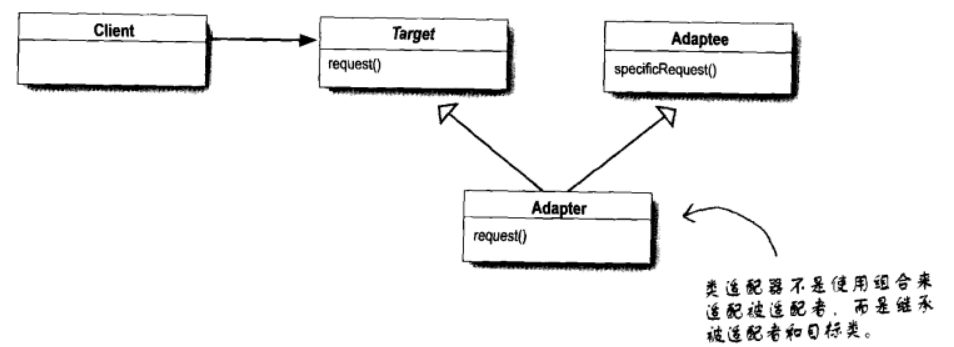 Client
Target
request()
Adaptee
specificRequest()
Adapter
request()
类适配器不是使用组合来
适配被适配者，而是继承
被适配者和目标类。